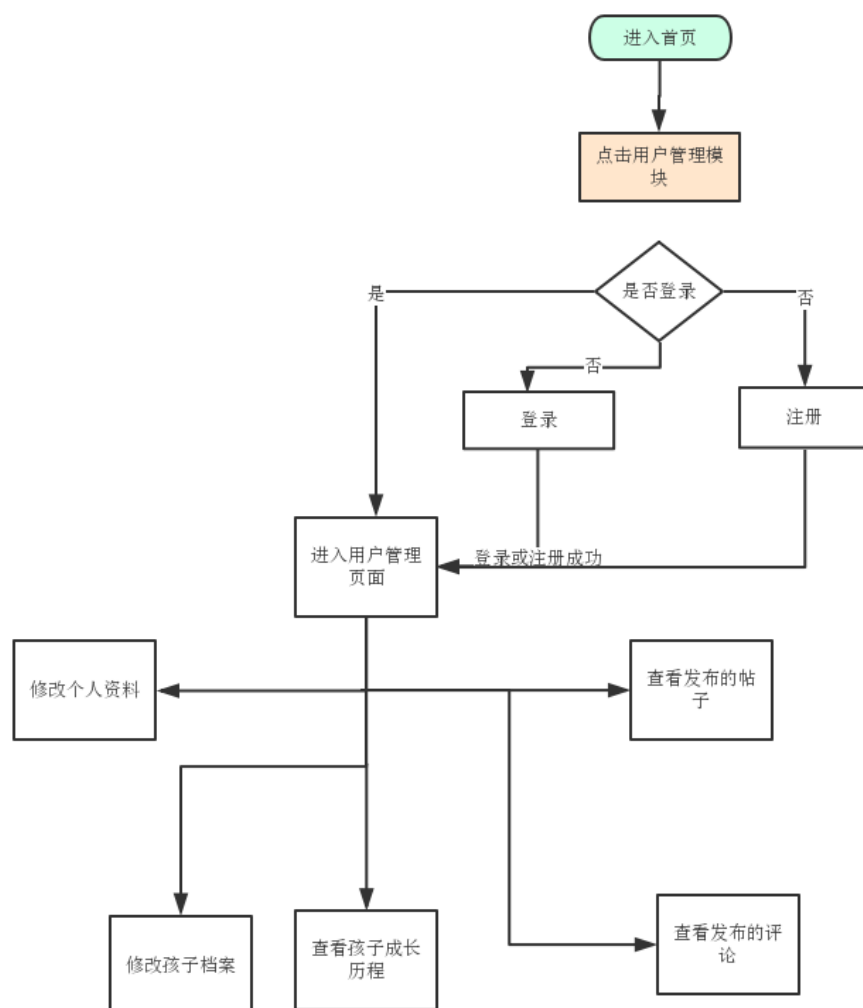 进入首页
点击用户管理模
块
是否登录
是
否
否
登录
注册
进入用户管理
页面
登录或注册成功
修改个人资料
查看发布的帖
子
修改孩子档案
查看孩子成长
历程
查看发布的评
论